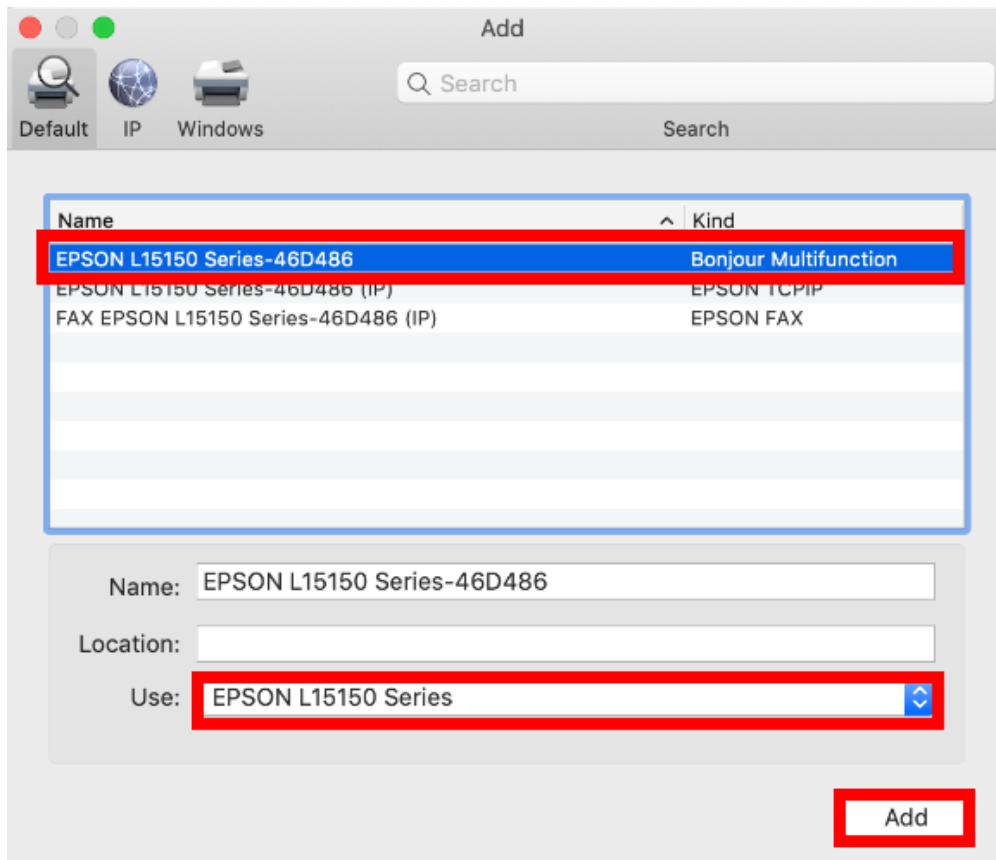 Add
Search
Default IP Windows Search
Name Kind
EPSON L15150 Series-46D486 Bonjour Multifunction
EPSON L15150 Series-46D486 (IP) EPSON TCPIP
FAX EPSON L15150 Series-46D486 (IP) EPSON FAX
Name: EPSON L15150 Series-46D486
Location:
Use: EPSON L15150 Series
Add